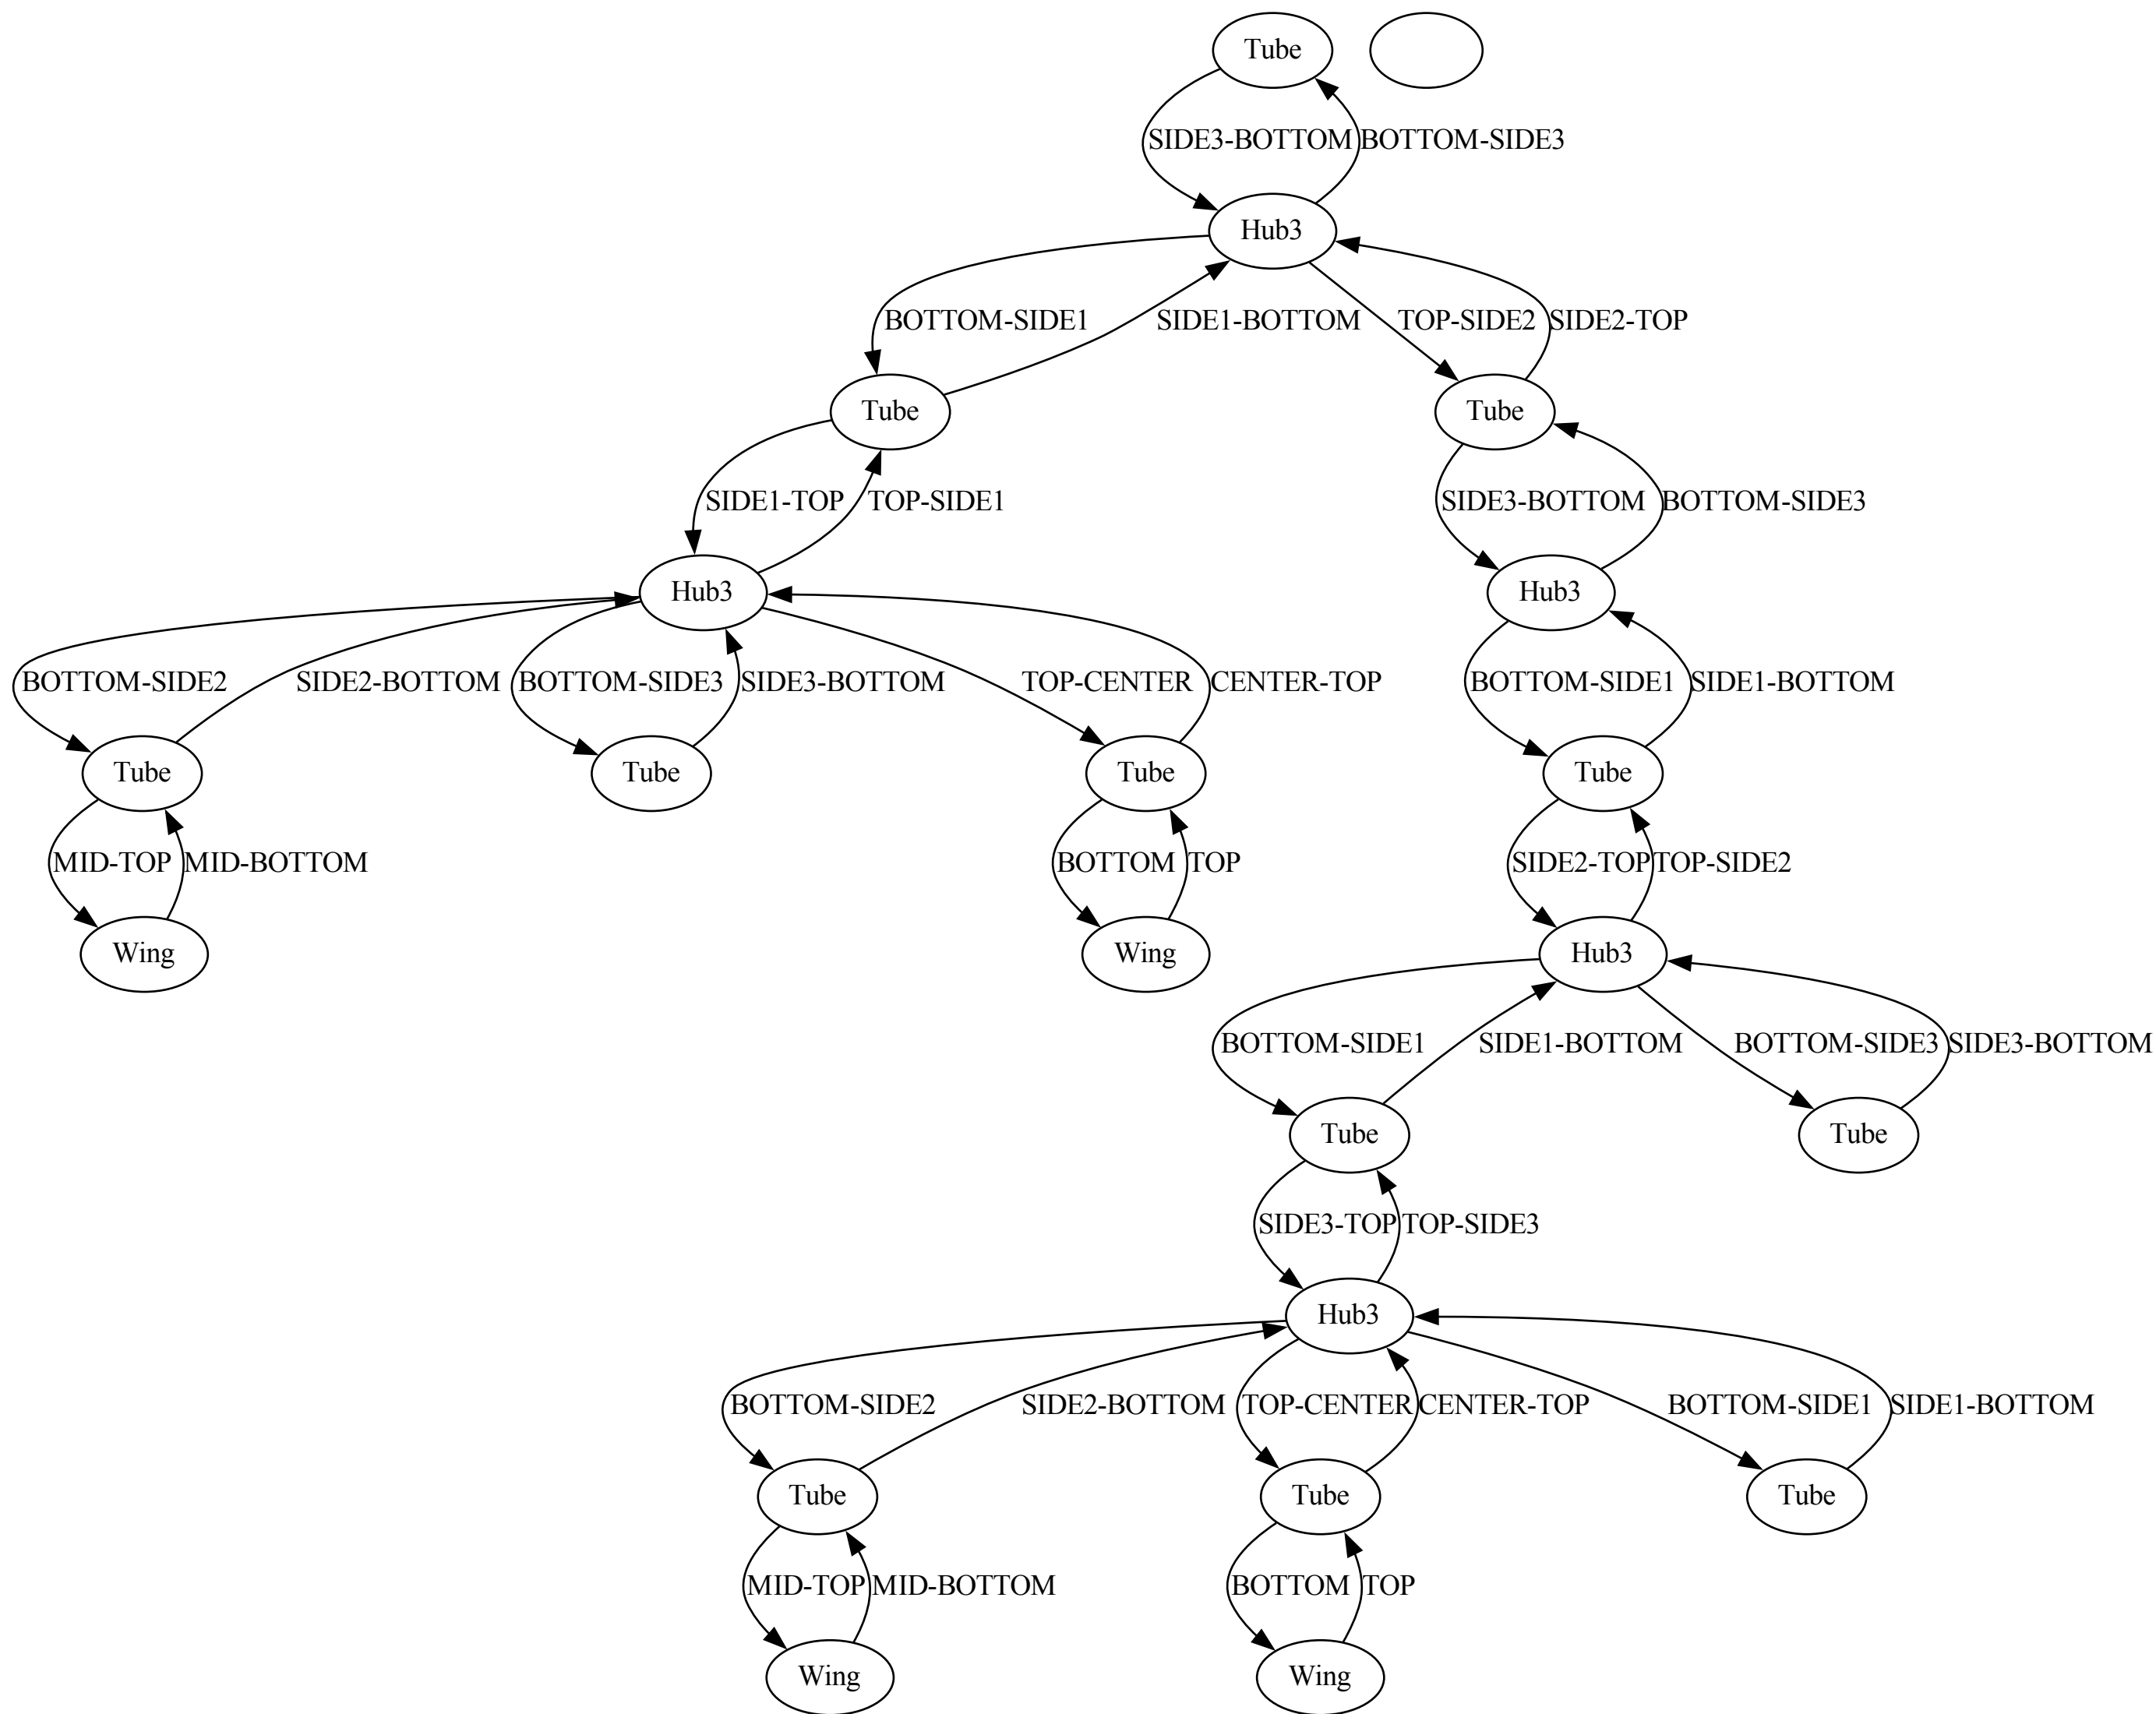 Tube
SIDE3-BOTTOM BOTTOM-SIDE3
Hub3
BOTTOM-SIDE1 SIDE1-BOTTOM TOP-SIDE2 SIDE2-TOP
Tube Tube
SIDE1-TOP TOP-SIDE1 SIDE3-BOTTOM BOTTOM-SIDE3
Hub3 Hub3
BOTTOM-SIDE2 SIDE2-BOTTOM BOTTOM-SIDE3 SIDE3-BOTTOM TOP-CENTER CENTER-TOP BOTTOM-SIDE1 SIDE1-BOTTOM
Tube Tube Tube Tube
MID-TOP MID-BOTTOM BOTTOM TOP SIDE2-TOP TOP-SIDE2
Wing Wing Hub3
BOTTOM-SIDE1 SIDE1-BOTTOM BOTTOM-SIDE3 SIDE3-BOTTOM
Tube Tube
SIDE3-TOP TOP-SIDE3
Hub3
BOTTOM-SIDE2 SIDE2-BOTTOM TOP-CENTER CENTER-TOP BOTTOM-SIDE1 SIDE1-BOTTOM
Tube Tube Tube
MID-TOP MID-BOTTOM BOTTOM TOP
Wing Wing